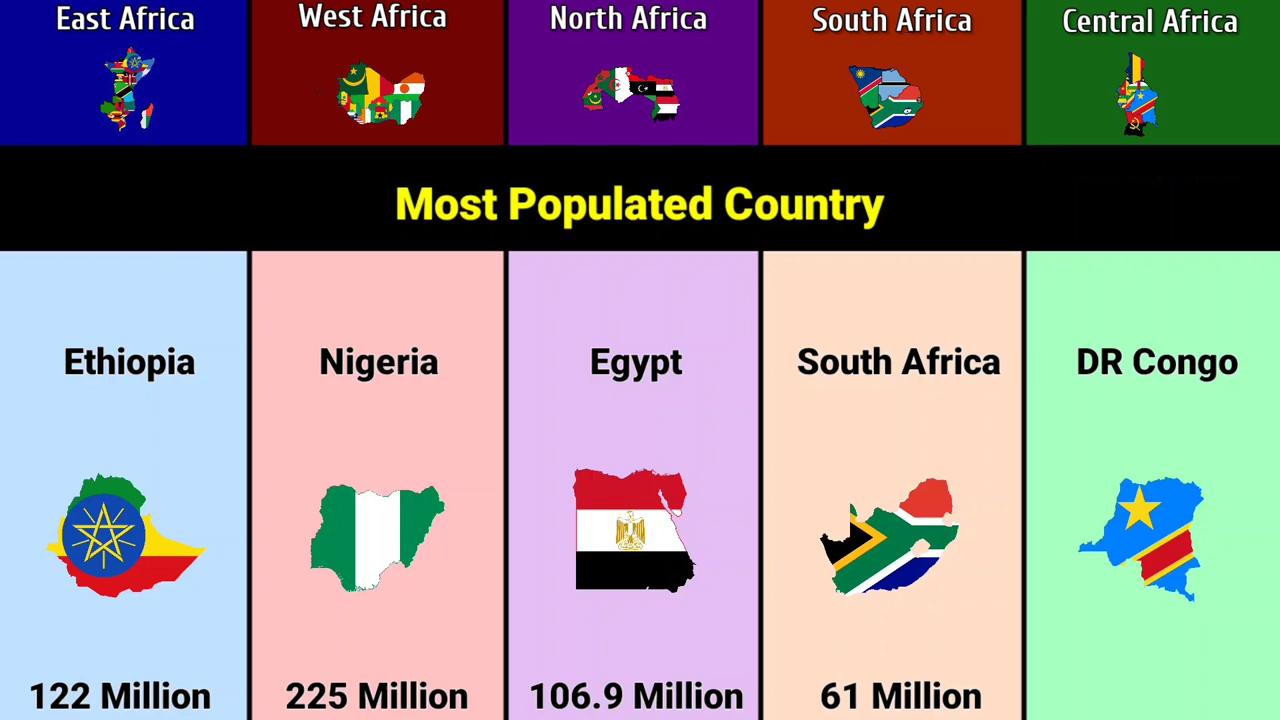 East Africa
West Africa
North Africa
South Africa
Central Africa
Most Populated Country
Ethiopia
Nigeria
Egypt
South Africa
DR Congo
122 Million
225 Million
106.9 Million
61 Million